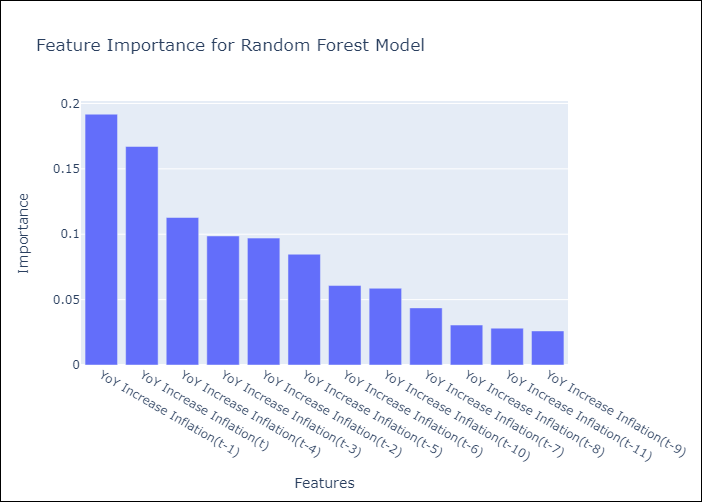 Feature Importance for Random Forest Model
0.2
0.15
0.1
0.05
0
Importance
YoY Increase Inflation(t-1)
YoY Increase Inflation(t)
YoY Increase Inflation(t-4)
YoY Increase Inflation(t-3)
YoY Increase Inflation(t-2)
YoY Increase Inflation(t-5)
YoY Increase Inflation(t-6)
YoY Increase Inflation(t-10)
YoY Increase Inflation(t-7)
YoY Increase Inflation(t-8)
YoY Increase Inflation(t-11)
YoY Increase Inflation(t-9)
Features